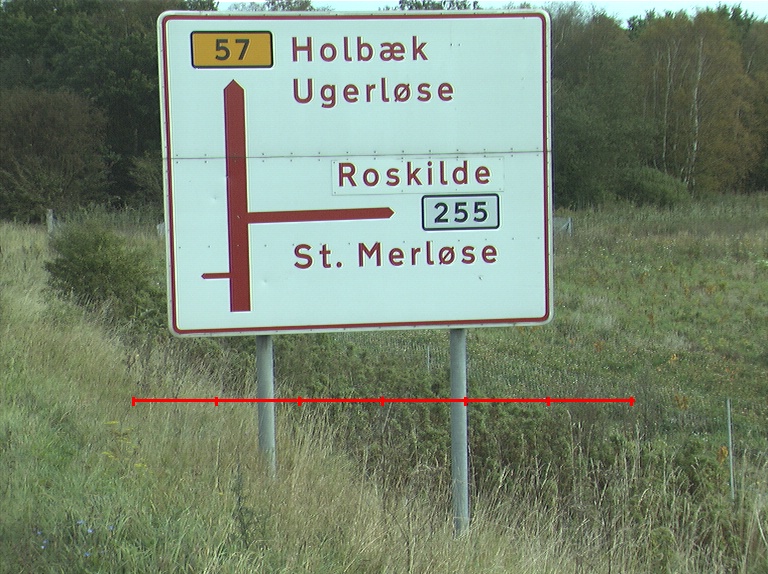 57 Holbæk
Ugerløse
Roskilde
255
St. Merløse